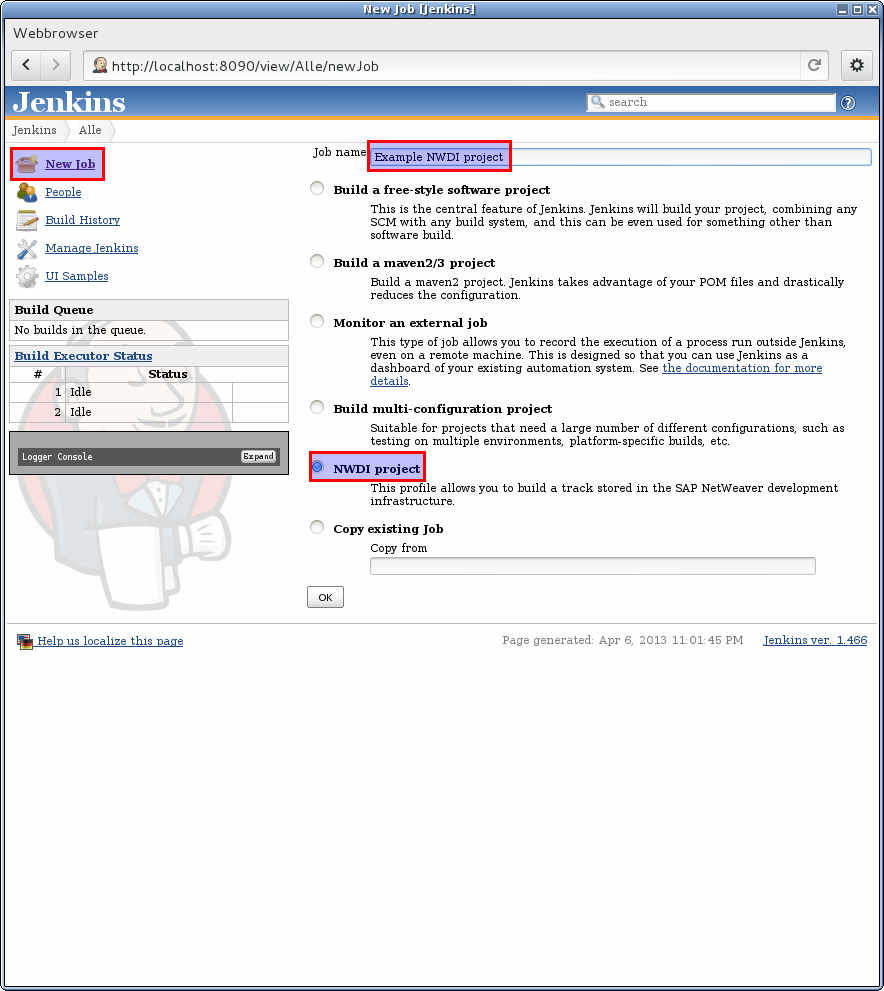 New Job [Jenkins]
Webbrowser
http://localhost:8090/view/Alle/newJob
Jenkins
search
?
Jenkins Alle
New Job
People
Build History
Manage Jenkins
UI Samples
Build Queue
No builds in the queue.
Build Executor Status
# Status
1 Idle
2 Idle
Logger Console Expand
Job name Example NWDI project
Build a free-style software project
This is the central feature of Jenkins. Jenkins will build your project, combining any
SCM with any build system, and this can be even used for something other than
software build.
Build a maven2/3 project
Build a maven2 project. Jenkins takes advantage of your POM files and drastically
reduces the configuration.
Monitor an external job
This type of job allows you to record the execution of a process run outside Jenkins,
even on a remote machine. This is designed so that you can use Jenkins as a
dashboard of your existing automation system. See the documentation for more
details.
Build multi-configuration project
Suitable for projects that need a large number of different configurations, such as
testing on multiple environments, platform-specific builds, etc.
NWDI project
This profile allows you to build a track stored in the SAP NetWeaver development
infrastructure.
Copy existing Job
Copy from
OK
Help us localize this page
Page generated: Apr 6, 2013 11:01:45 PM Jenkins ver. 1.466